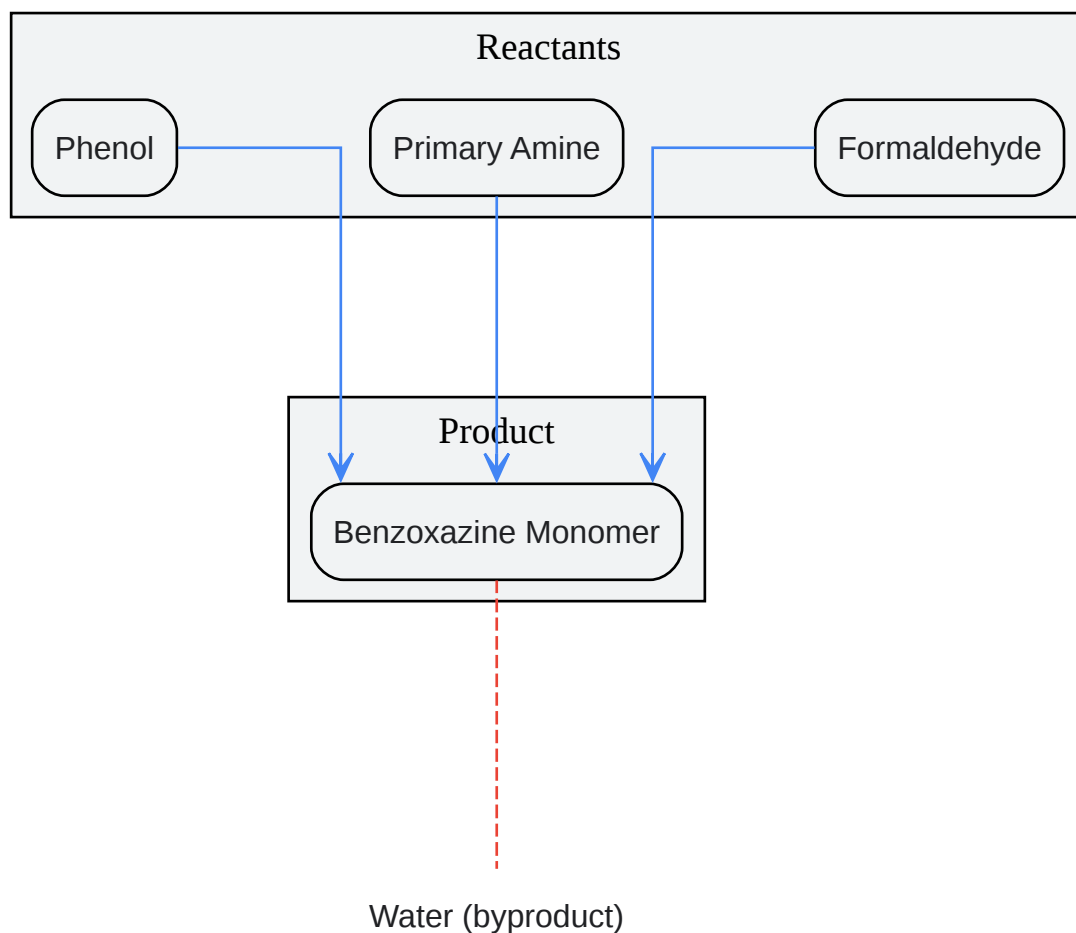 Reactants
Phenol
Primary Amine
Formaldehyde
Product
Benzoxazine Monomer
Water (byproduct)